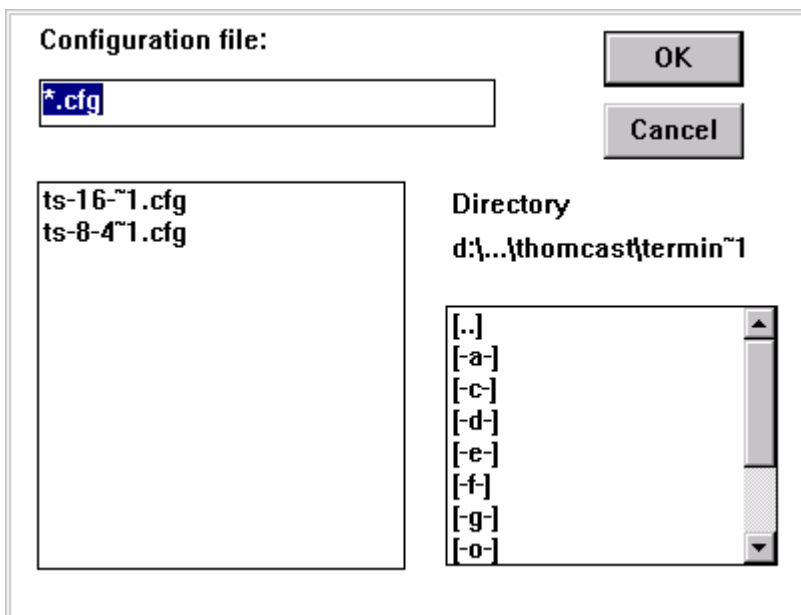 Configuration file:
*.cfg
OK
Cancel
ts-16-~1.cfg
ts-8-4~1.cfg
Directory
d:\...\thomcast\termin~1
[..]
[-a-]
[-c-]
[-d-]
[-e-]
[-f-]
[-g-]
[-o-]